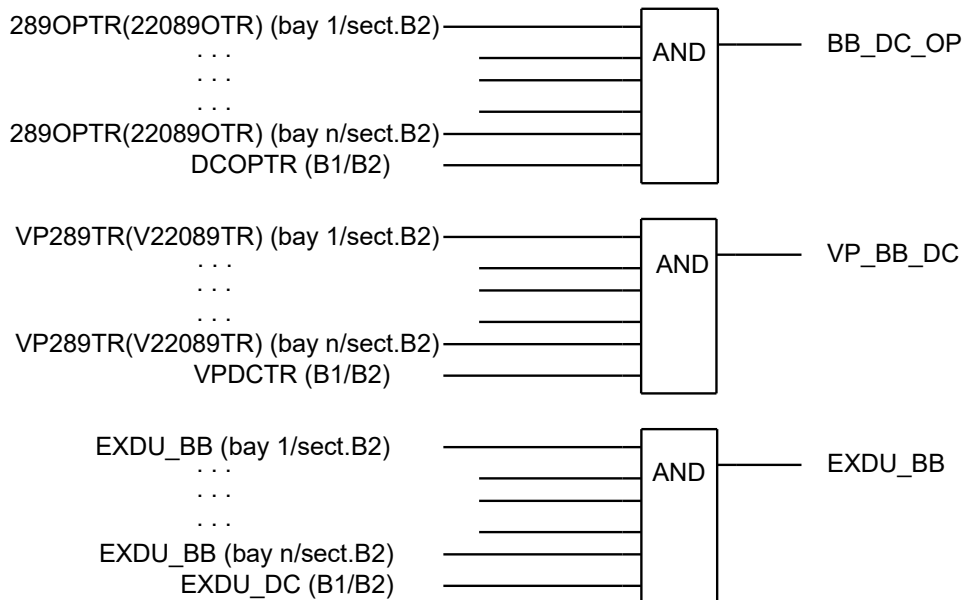 289OPTR(22089OTR) (bay 1/sect.B2)
. . .
. . .
. . .
289OPTR(22089OTR) (bay n/sect.B2)
DCOPTR (B1/B2)
AND
BB_DC_OP
VP289TR(V22089TR) (bay 1/sect.B2)
. . .
. . .
. . .
VP289TR(V22089TR) (bay n/sect.B2)
VPDCTR (B1/B2)
AND
VP_BB_DC
EXDU_BB (bay 1/sect.B2)
. . .
. . .
. . .
EXDU_BB (bay n/sect.B2)
EXDU_DC (B1/B2)
AND
EXDU_BB